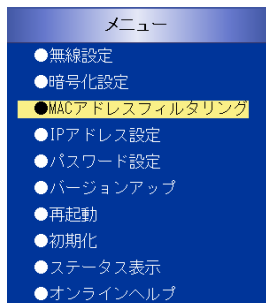 メニュー
●無線設定
●暗号化設定
●MACアドレスフィルタリング
●IPアドレス設定
●パスワード設定
●バージョンアップ
●再起動
●初期化
●ステータス表示
●オンラインヘルプ